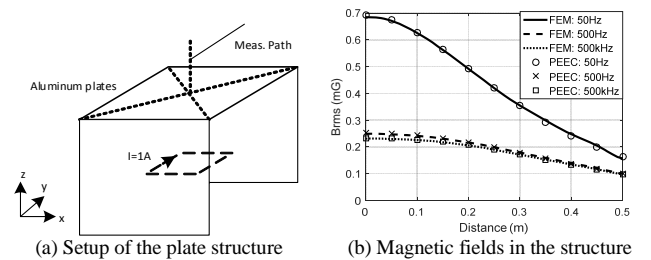 Meas. Path
Aluminum plates
I=1A
z
y
x
(a) Setup of the plate structure
0.7
0.6
0.5
0.4
0.3
0.2
0.1
0
Brms (mG)
FEM: 50Hz
FEM: 500Hz
FEM: 500kHz
PEEC: 50Hz
PEEC: 500Hz
PEEC: 500kHz
0 0.1 0.2 0.3 0.4 0.5
Distance (m)
(b) Magnetic fields in the structure